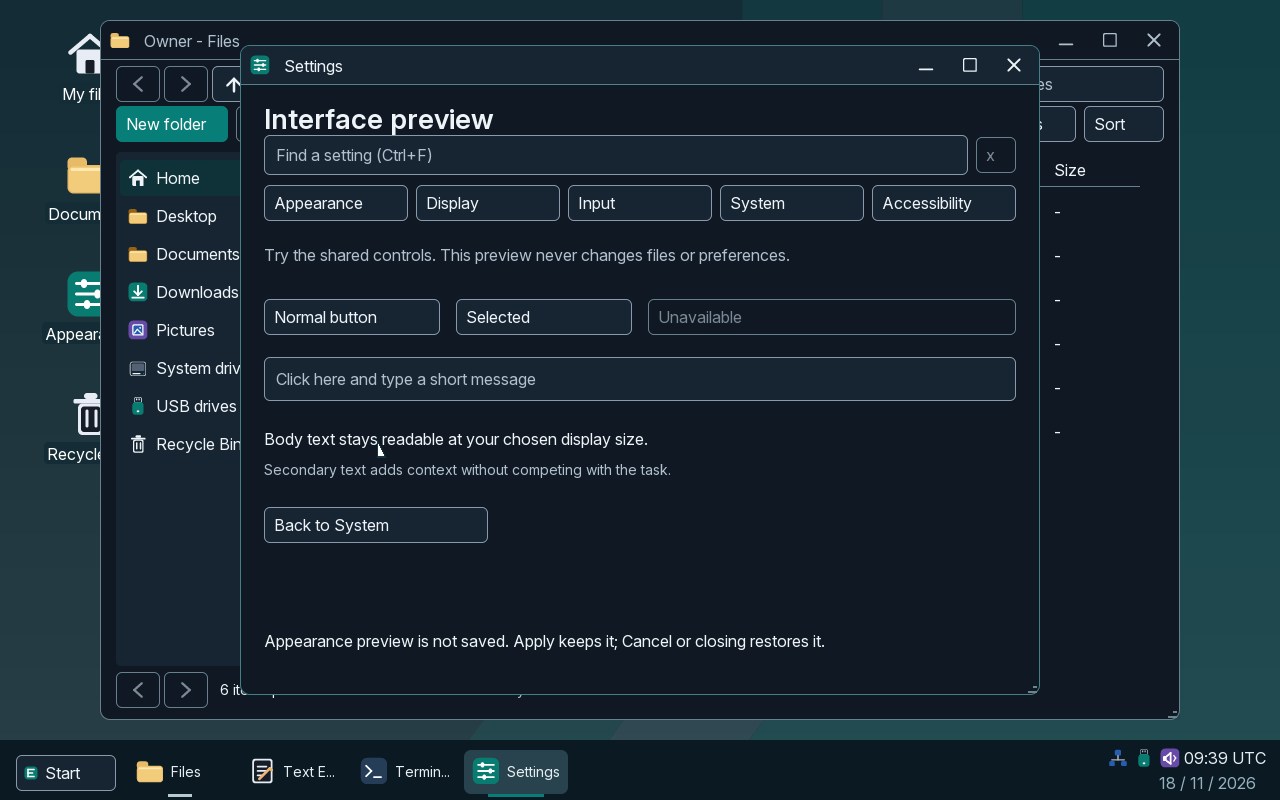 My fil
Docum
Appeara
Recycle
Owner - Files
New folder
es
s
Sort
Home
Desktop
Documents
Downloads
Pictures
System driv
USB drives
Recycle Bin
Size
-
-
-
-
-
-
6 ite
Settings
Interface preview
Find a setting (Ctrl+F)
x
Appearance
Display
Input
System
Accessibility
Try the shared controls. This preview never changes files or preferences.
Normal button
Selected
Unavailable
Click here and type a short message
Body text stays readable at your chosen display size.
Secondary text adds context without competing with the task.
Back to System
Appearance preview is not saved. Apply keeps it; Cancel or closing restores it.
Start
Files
Text E...
Termin...
Settings
09:39 UTC
18 / 11 / 2026